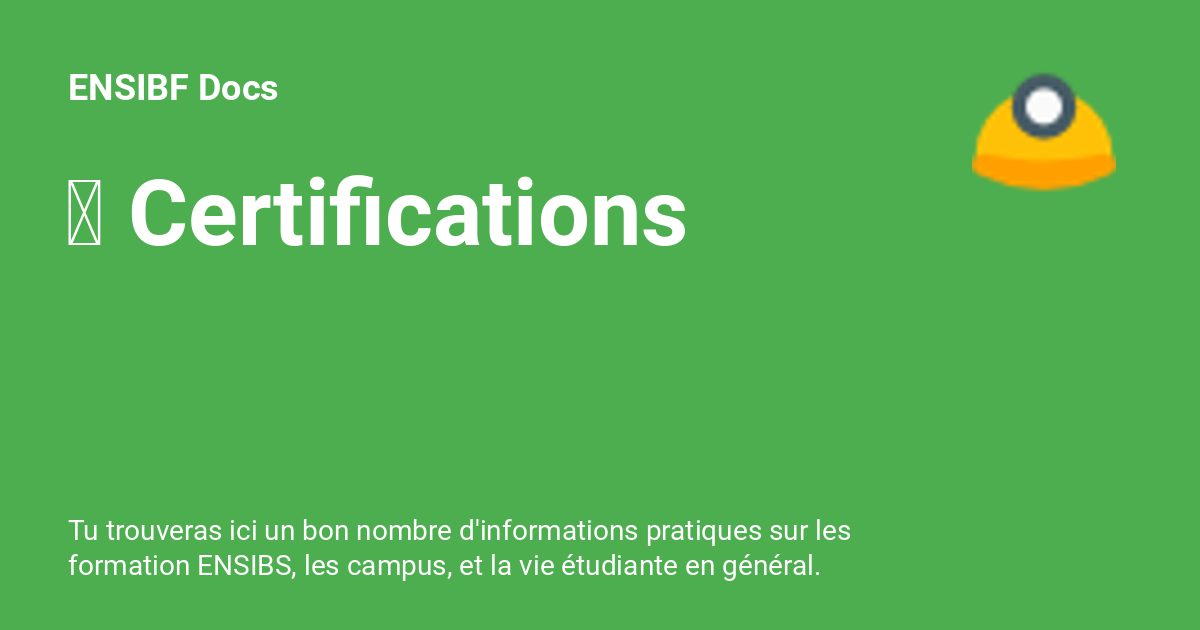 ENSIBF Docs
Certifications
Tu trouveras ici un bon nombre d'informations pratiques sur les
formation ENSIBS, les campus, et la vie étudiante en général.